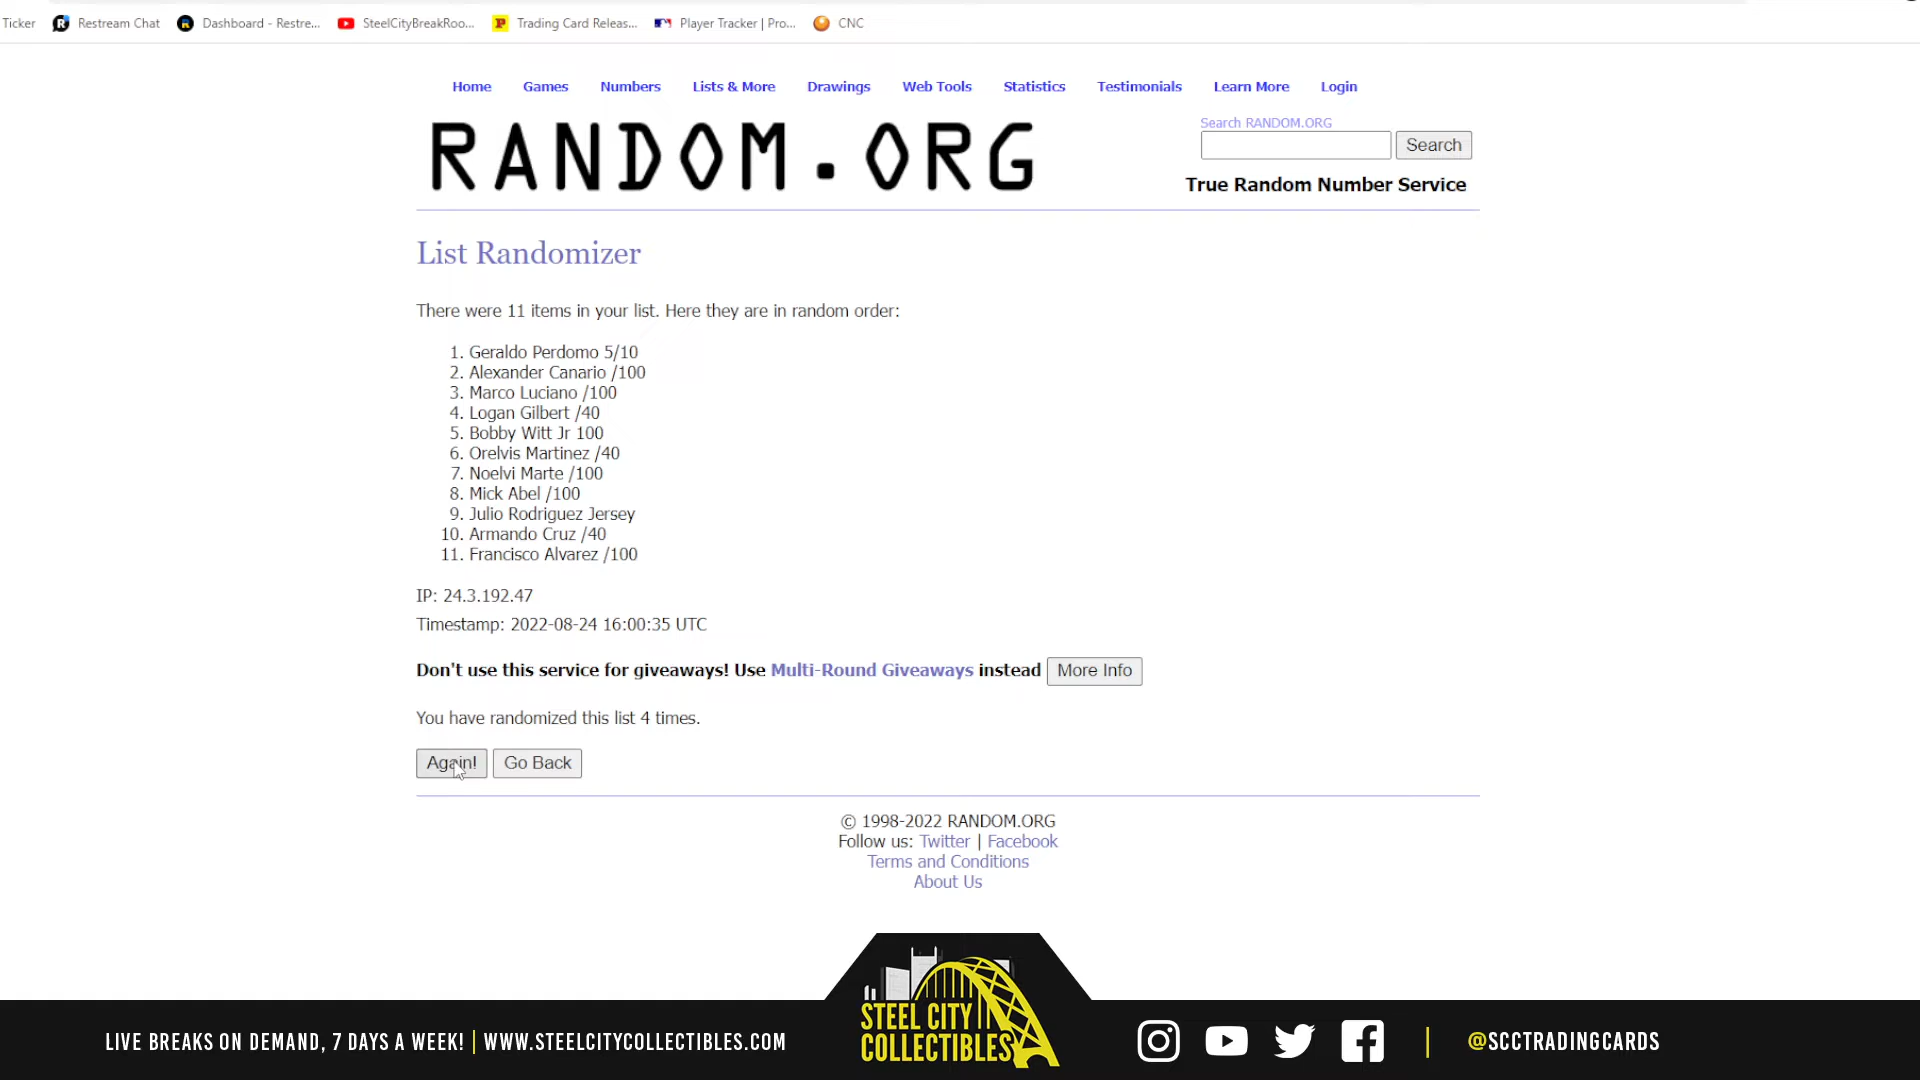 Ticker Restream Chat Dashboard - Restre... SteelCityBreakRoo... Trading Card Releas... Player Tracker | Pro... CNC
Home Games Numbers Lists & More Drawings Web Tools Statistics Testimonials Learn More Login
RANDOM.ORG
Search RANDOM.ORG
Search
True Random Number Service
List Randomizer
There were 11 items in your list. Here they are in random order:
1. Geraldo Perdomo 5/10
2. Alexander Canario /100
3. Marco Luciano /100
4. Logan Gilbert /40
5. Bobby Witt Jr 100
6. Orelvis Martinez /40
7. Noelvi Marte /100
8. Mick Abel /100
9. Julio Rodriguez Jersey
10. Armando Cruz /40
11. Francisco Alvarez /100
IP: 24.3.192.47
Timestamp: 2022-08-24 16:00:35 UTC
Don't use this service for giveaways! Use Multi-Round Giveaways instead More Info
You have randomized this list 4 times.
Again! Go Back
© 1998-2022 RANDOM.ORG
Follow us: Twitter | Facebook
Terms and Conditions
About Us
LIVE BREAKS ON DEMAND, 7 DAYS A WEEK! | WWW.STEELCITYCOLLECTIBLES.COM
STEEL CITY
COLLECTIBLES
| @SCCTRADINGCARDS